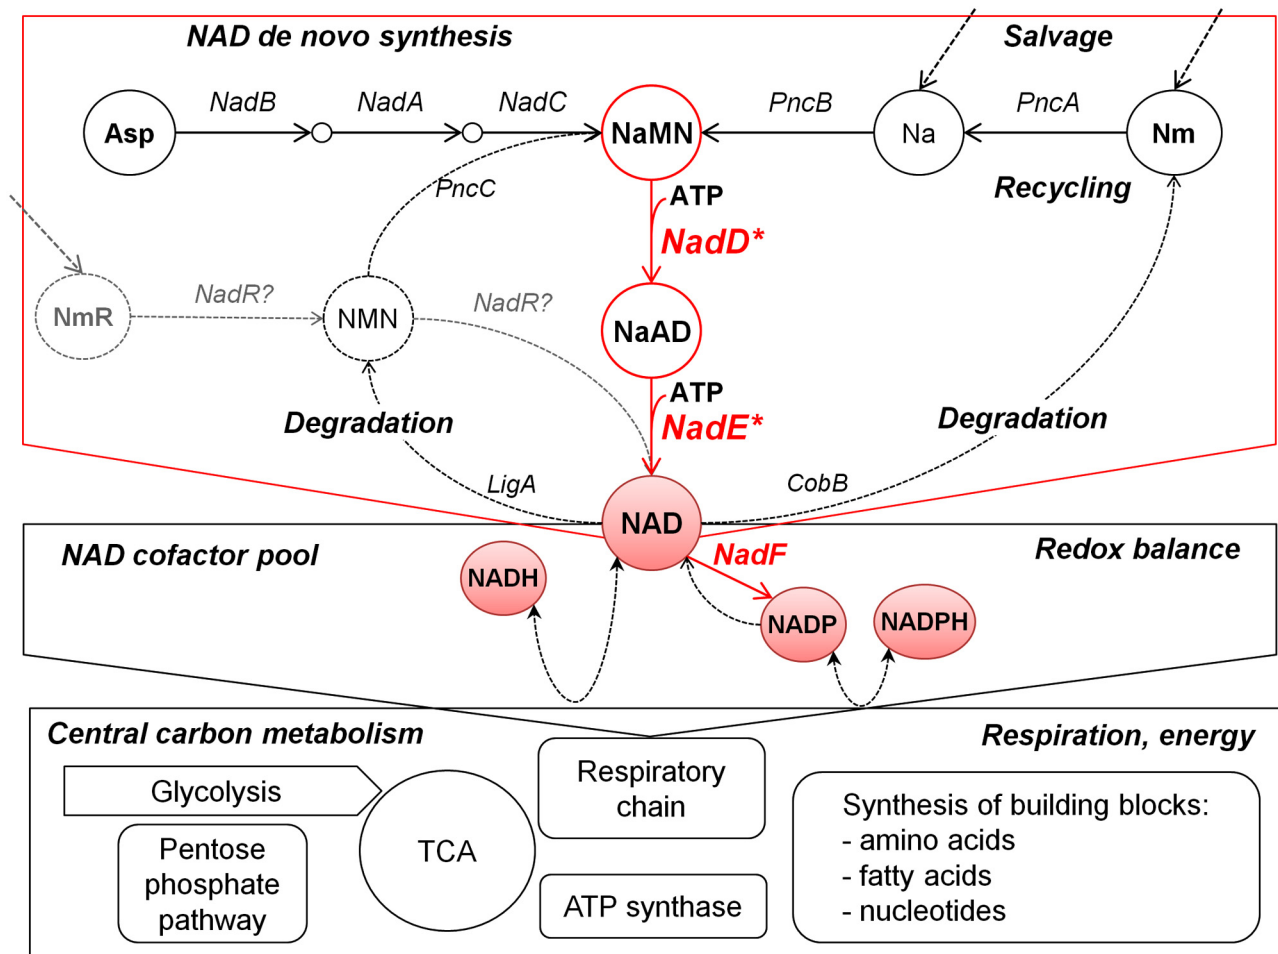 NAD de novo synthesis
Salvage
NadB
NadA
NadC
PncB
PncA
Asp
NaMN
Na
Nm
PncC
ATP
Recycling
NadD*
NmR
NadR?
NMN
NadR?
NaAD
ATP
Degradation
NadE*
Degradation
LigA
CobB
NAD
NAD cofactor pool
NADH
NadF
Redox balance
NADP
NADPH
Central carbon metabolism
Respiration, energy
Glycolysis
TCA
Respiratory
chain
Pentose
phosphate
pathway
ATP synthase
Synthesis of building blocks:
- amino acids
- fatty acids
- nucleotides